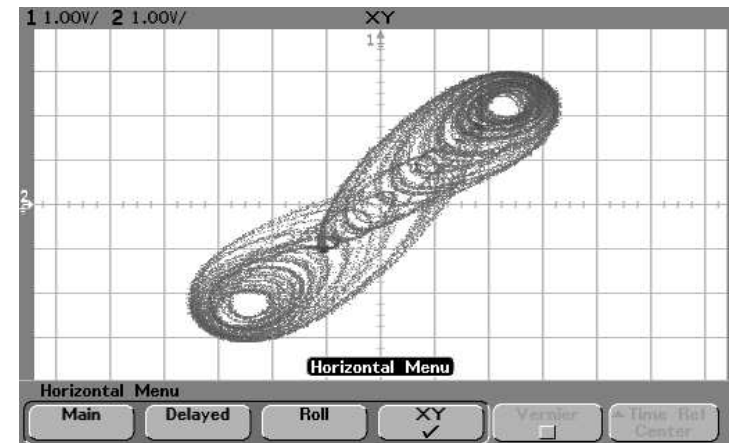 1 1.00V/ 2 1.00V/ XY
1
2
Horizontal Menu
Horizontal Menu
Main Delayed Roll XY Vernier Time Ref
Center